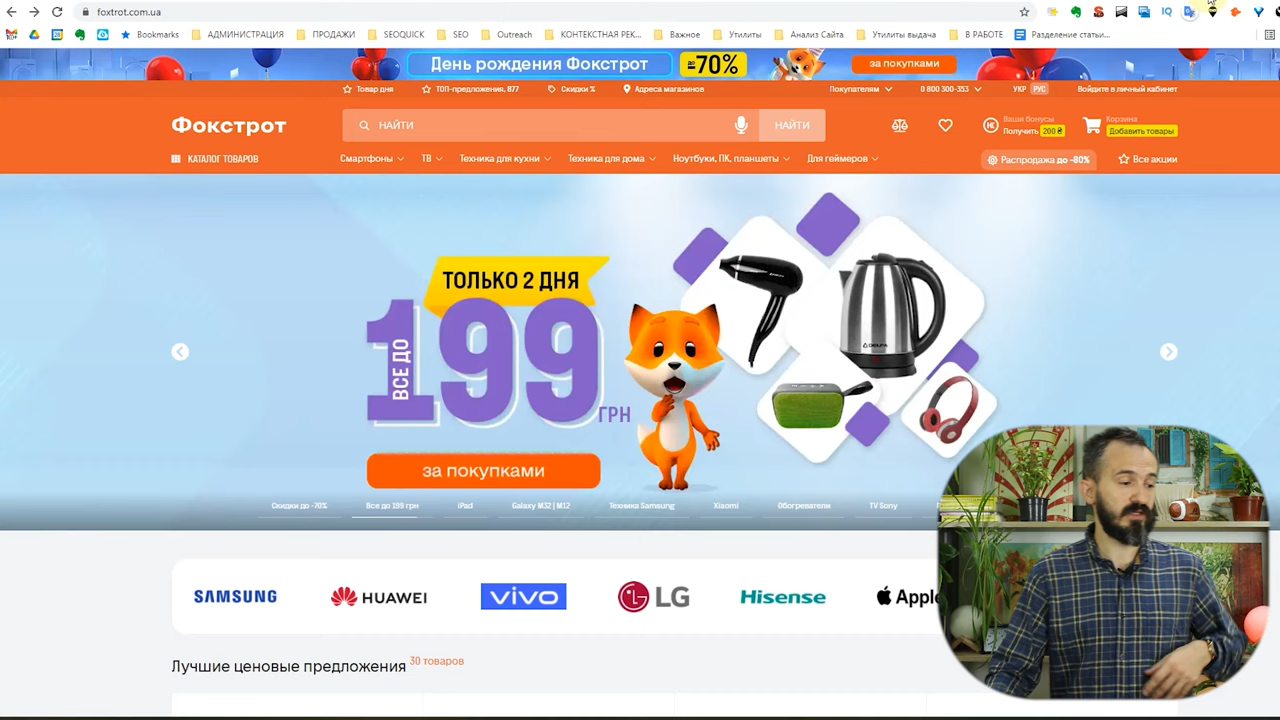 foxtrot.com.ua
Bookmarks АДМИНИСТРАЦИЯ ПРОДАЖИ SEOQUICK SEO Outreach КОНТЕКСТНАЯ РЕК... Важное Утилиты Анализ Сайта Утилиты выдача В РАБОТЕ Разделение статьи...
День рождения Фокстрот до -70% за покупками
Товар дня ТОП-предложения, 877 Скидки % Адреса магазинов Покупателям 0 800 300-353 УКР РУС Войдите в личный кабинет
Фокстрот НАЙТИ НАЙТИ
Ваши бонусы
Получить 200 ₴
Корзина
Добавить товары
КАТАЛОГ ТОВАРОВ Смартфоны ТВ Техника для кухни Техника для дома Ноутбуки, ПК, планшеты Для геймеров Распродажа до -80% Все акции
ТОЛЬКО 2 ДНЯ
ВСЕ ДО
199
ГРН
DELFA
за покупками
Скидки до -70% Все до 199 грн iPad Galaxy M32 | M12 Техника Samsung Xiaomi Обогреватели TV Sony
SAMSUNG HUAWEI vivo LG Hisense Apple
Лучшие ценовые предложения 30 товаров